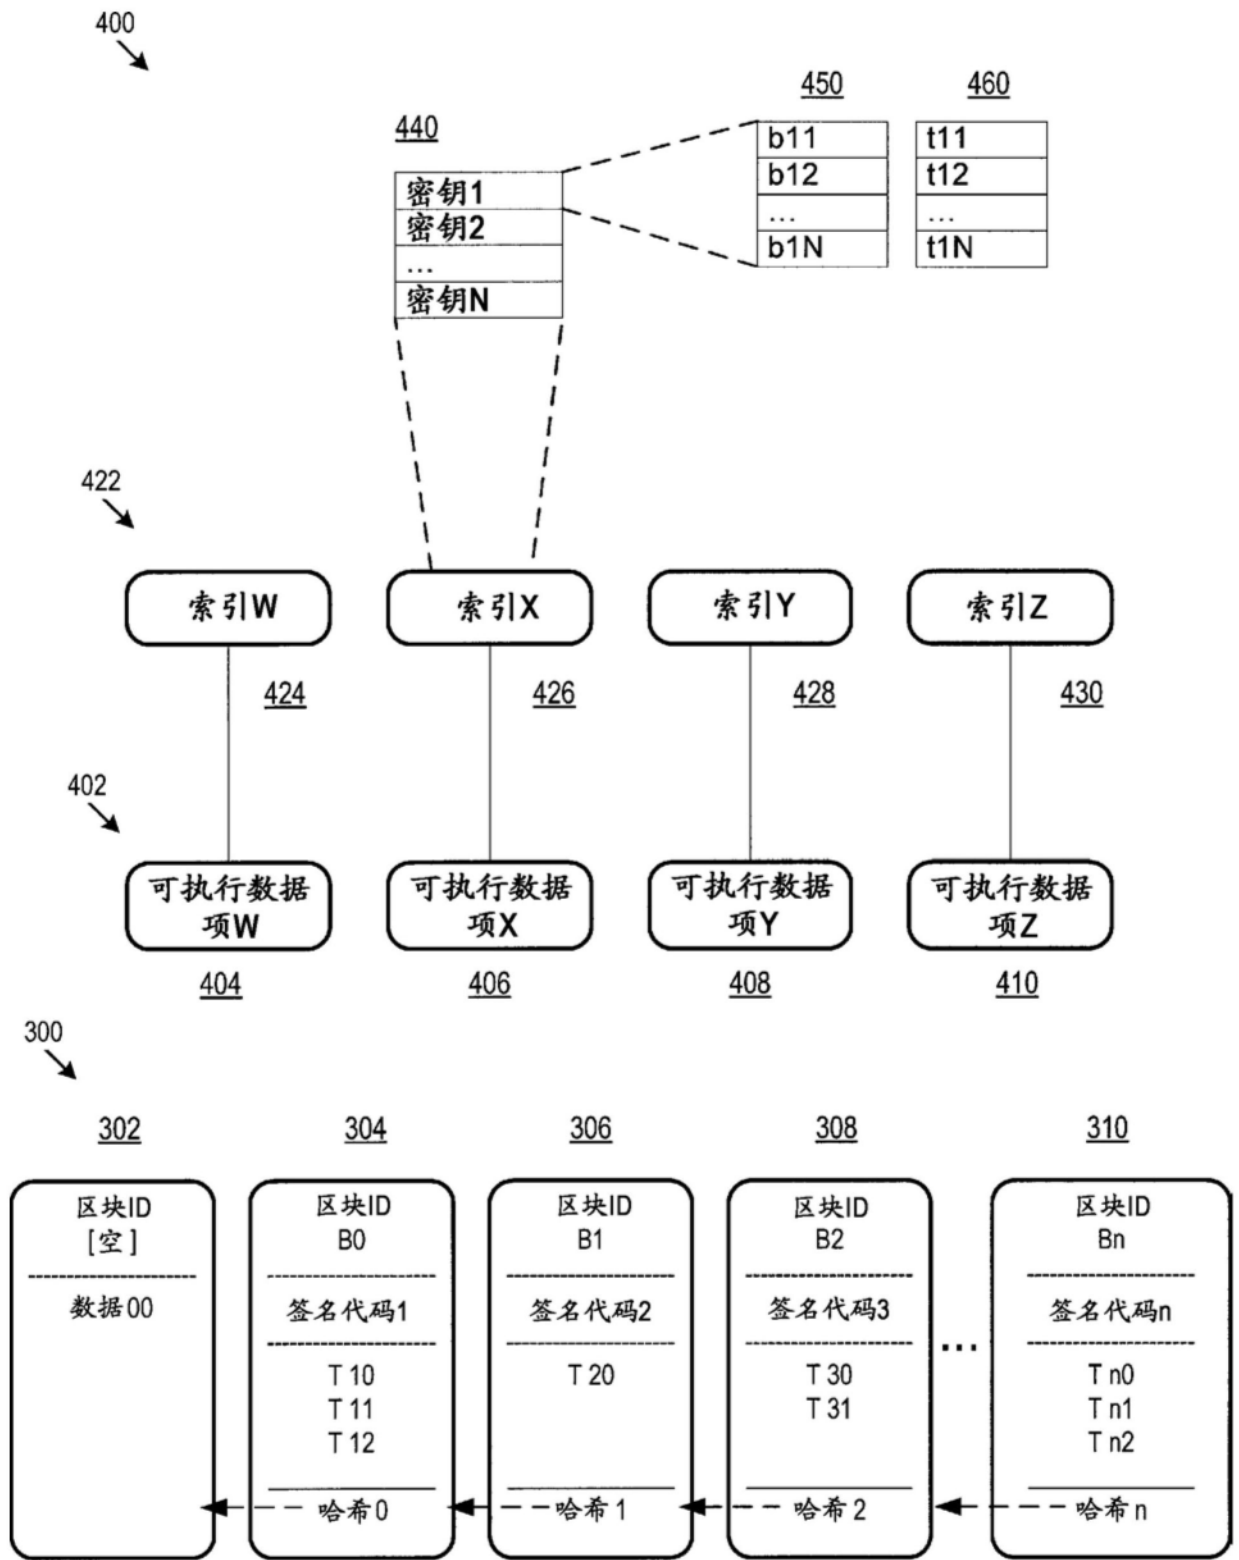 400
450
460
440
b11
t11
b12
t12
...
...
b1N
t1N
密钥1
密钥2
...
密钥N
422
索引W
索引X
索引Y
索引Z
424
426
428
430
402
可执行数据
项W
可执行数据
项X
可执行数据
项Y
可执行数据
项Z
404
406
408
410
300
302
304
306
308
310
区块ID
[空]
数据00
区块ID
B0
签名代码1
T 10
T 11
T 12
哈希0
区块ID
B1
签名代码2
T 20
哈希1
区块ID
B2
签名代码3
T 30
T 31
哈希2
...
区块ID
Bn
签名代码n
T n0
T n1
T n2
哈希n